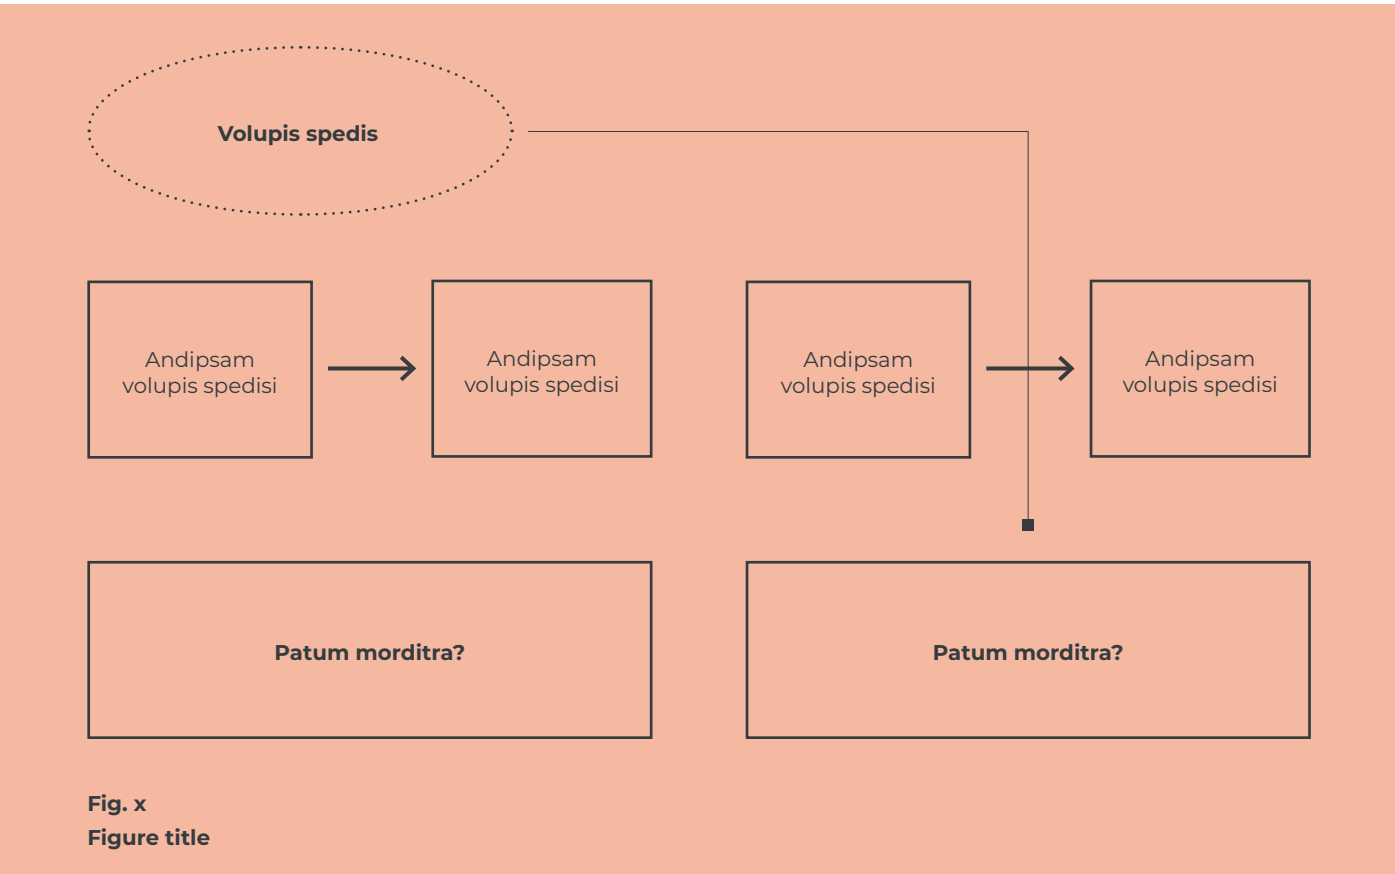 Volupis spedis
Andipsam
volupis spedisi
Andipsam
volupis spedisi
Andipsam
volupis spedisi
Andipsam
volupis spedisi
Patum morditra?
Patum morditra?
Fig. x
Figure title